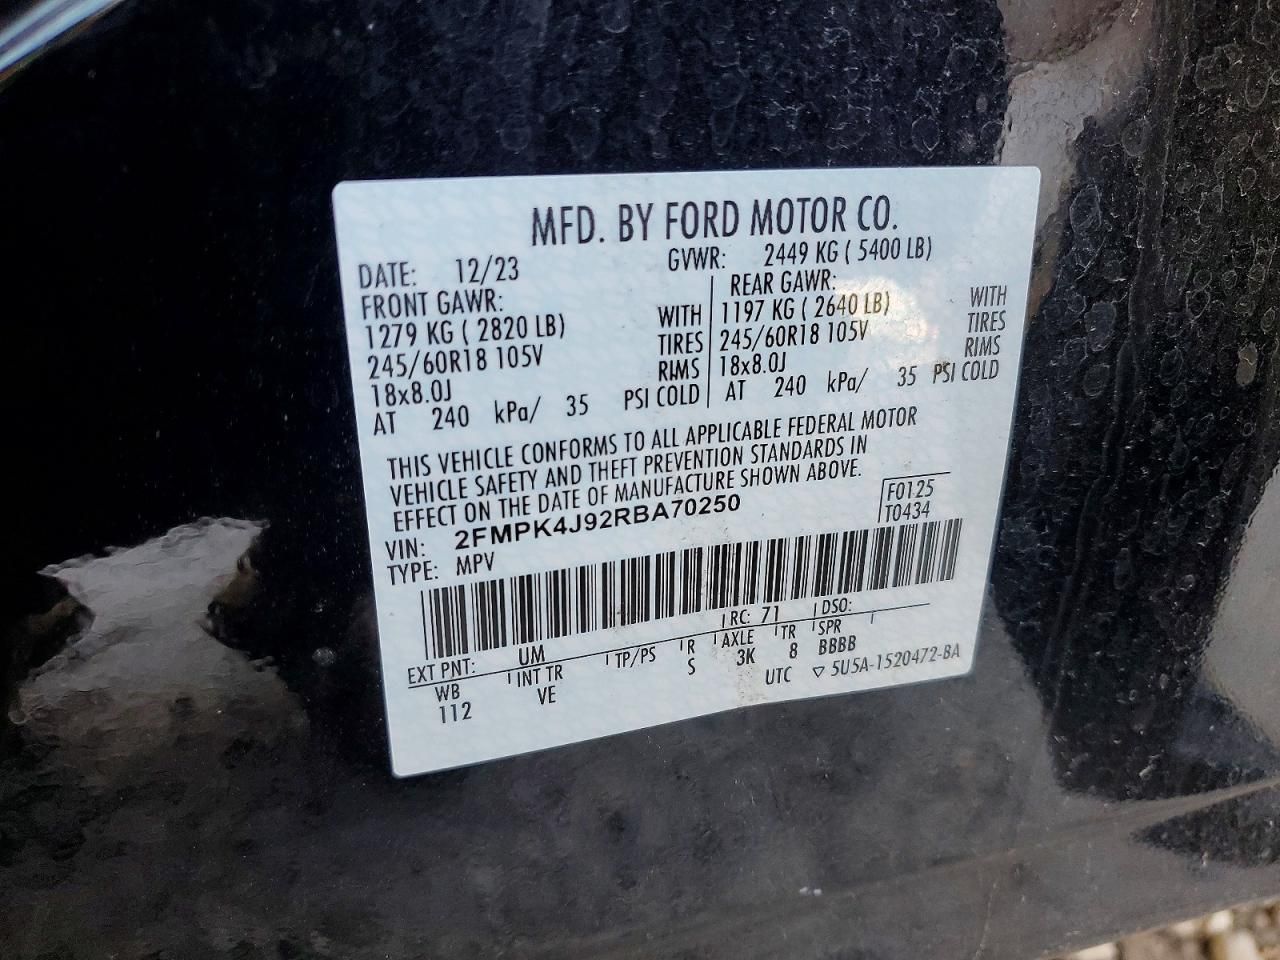 MFD. BY FORD MOTOR CO.
DATE: 12/23 GVWR: 2449 KG ( 5400 LB)
FRONT GAWR: REAR GAWR:
1279 KG ( 2820 LB) WITH 1197 KG ( 2640 LB) WITH
245/60R18 105V TIRES 245/60R18 105V TIRES
18x8.0J RIMS 18x8.0J RIMS
AT 240 kPa/ 35 PSI COLD AT 240 kPa/ 35 PSI COLD
THIS VEHICLE CONFORMS TO ALL APPLICABLE FEDERAL MOTOR
VEHICLE SAFETY AND THEFT PREVENTION STANDARDS IN
EFFECT ON THE DATE OF MANUFACTURE SHOWN ABOVE.
VIN: 2FMPK4J92RBA70250 F0125
TYPE: MPV T0434
EXT PNT: UM RC: 71 DSO:
WB INT TR TP/PS R AXLE TR SPR
112 VE S 3K 8 BBBB
UTC ▽ 5U5A-1520472-BA